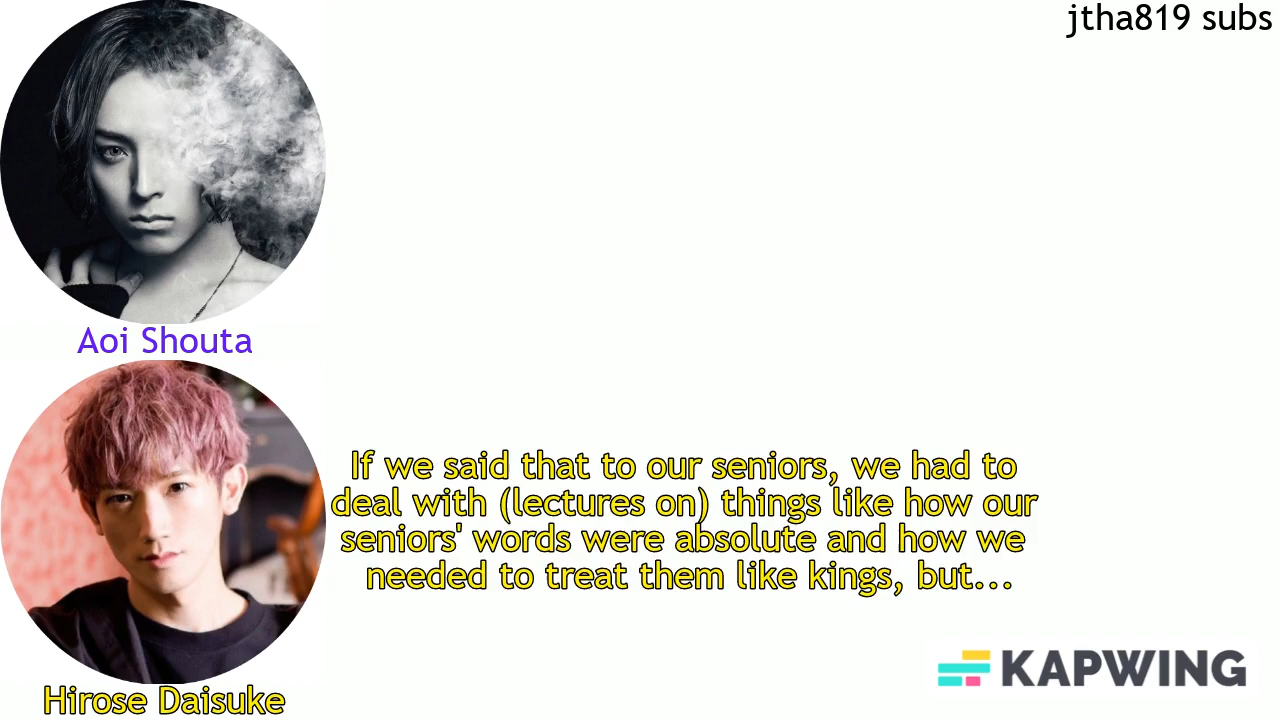 jtha819 subs
Aoi Shouta
If we said that to our seniors, we had to
deal with (lectures on) things like how our
seniors' words were absolute and how we
needed to treat them like kings, but...
KAPWING
Hirose Daisuke